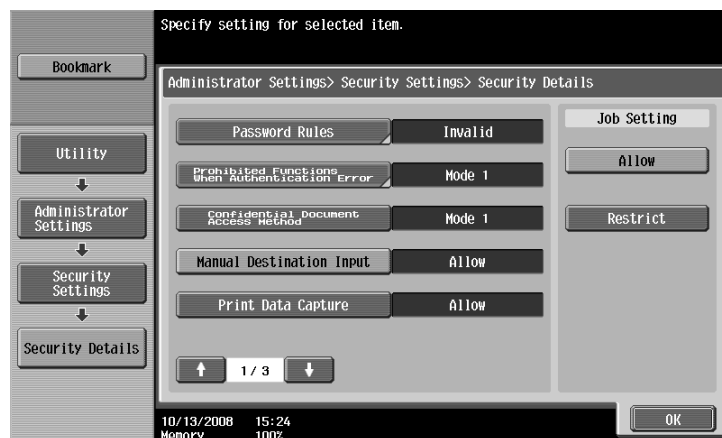 Specify setting for selected item.
Bookmark
Administrator Settings> Security Settings> Security Details
Utility
Administrator
Settings
Security
Settings
Security Details
Password Rules
Invalid
Prohibited Functions
When Authentication Error
Mode 1
Confidential Document
Access Method
Mode 1
Manual Destination Input
Allow
Print Data Capture
Allow
1/ 3
Job Setting
Allow
Restrict
10/13/2008 15:24
Memory 100%
OK